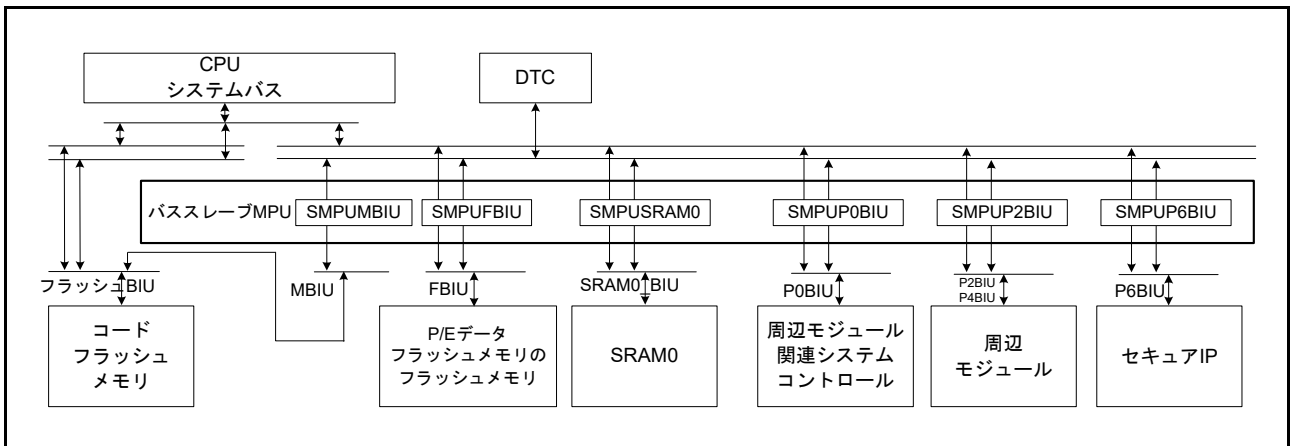 CPU
システムバス
DTC
バススレーブMPU
SMPUMBIU
SMPUFBIU
SMPUSRAM0
SMPUP0BIU
SMPUP2BIU
SMPUP6BIU
フラッシュBIU
MBIU
FBIU
SRAM0 BIU
P0BIU
P2BIU
P4BIU
P6BIU
コード
フラッシュ
メモリ
P/Eデータ
フラッシュメモリの
フラッシュメモリ
SRAM0
周辺モジュール
関連システム
コントロール
周辺
モジュール
セキュアIP